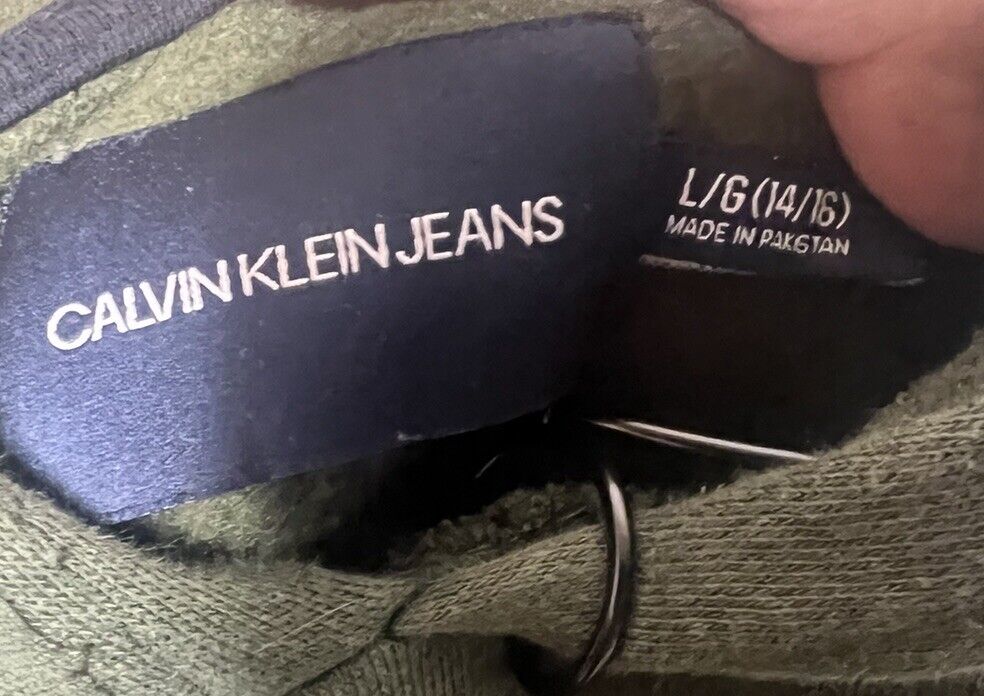 CALVIN KLEIN JEANS
L/G (14/16)
MADE IN PAKISTAN